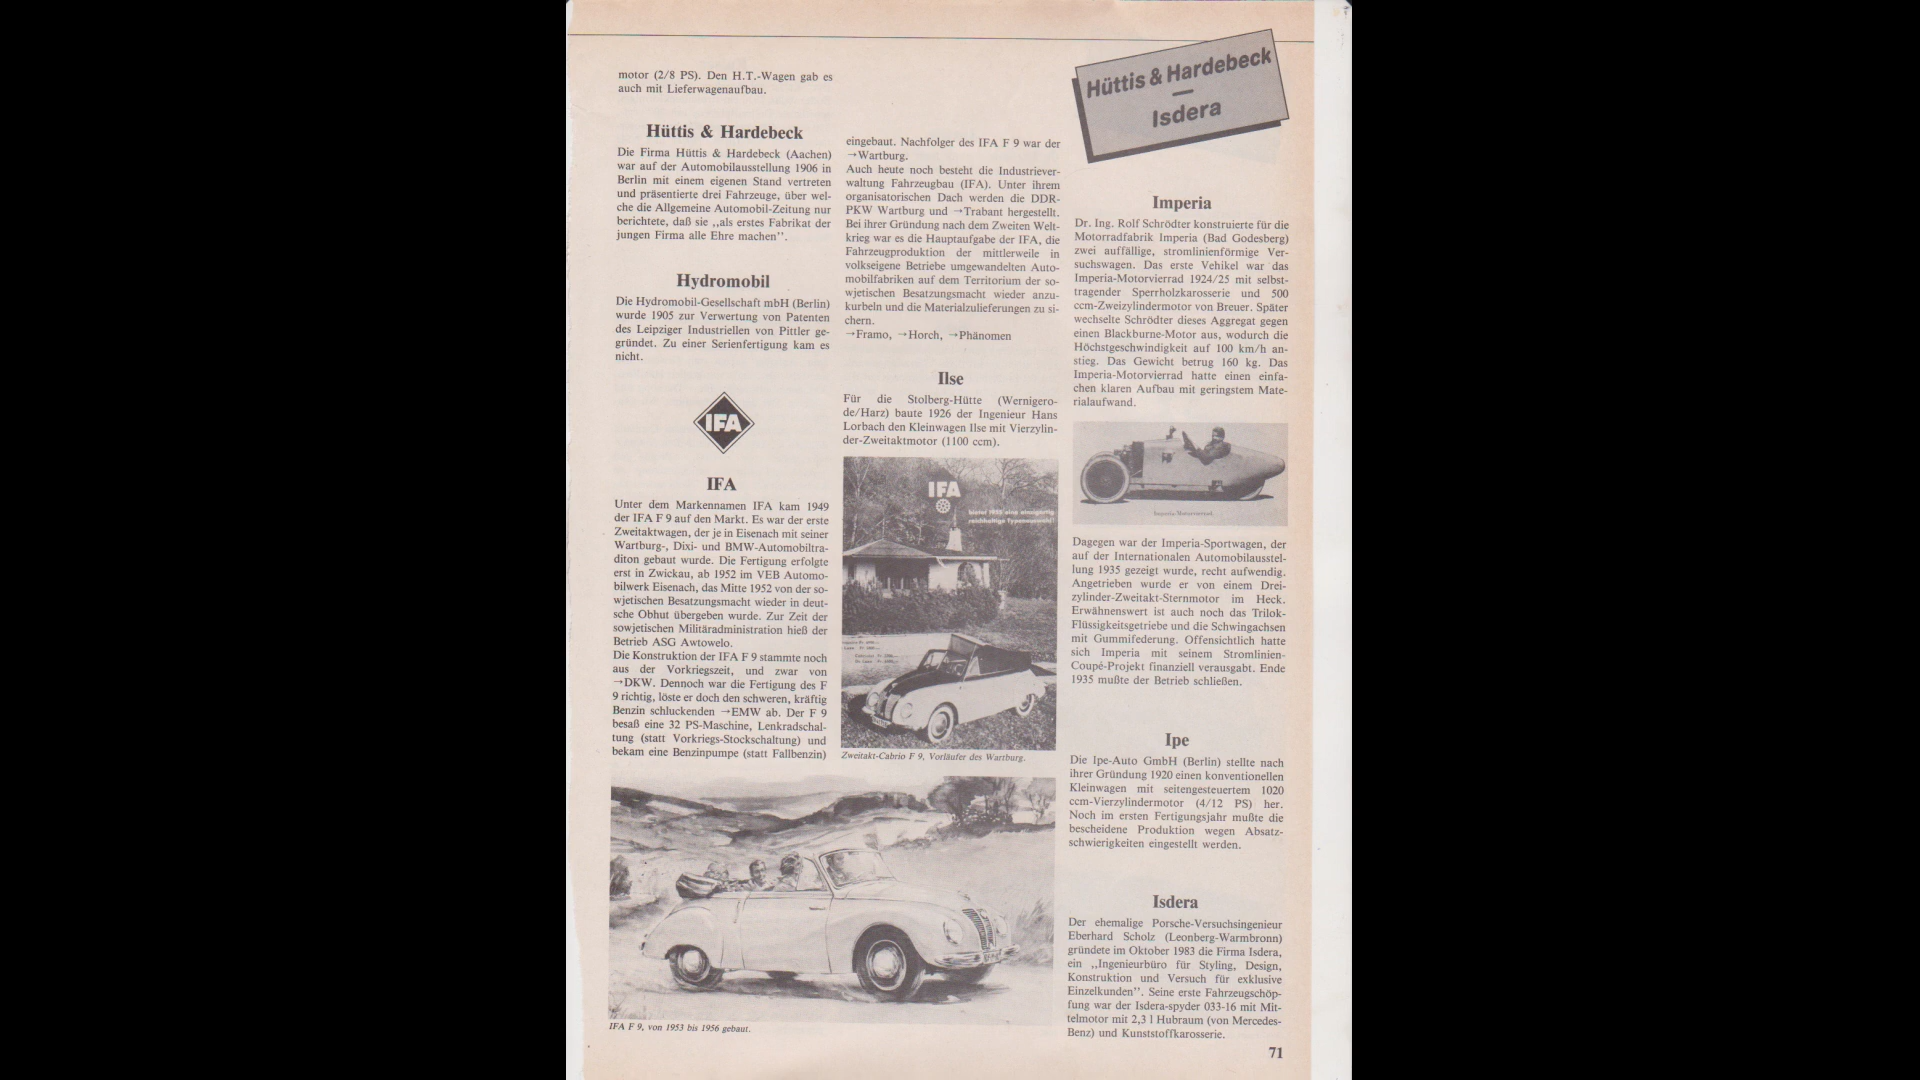 motor (2/8 PS). Den H.T.-Wagen gab es
auch mit Lieferwagenaufbau.
Hüttis & Hardebeck
Die Firma Hüttis & Hardebeck (Aachen)
war auf der Automobilausstellung 1906 in
Berlin mit einem eigenen Stand vertreten
und präsentierte drei Fahrzeuge, über wel-
che die Allgemeine Automobil-Zeitung nur
berichtete, daß sie ,,als erstes Fabrikat der
jungen Firma alle Ehre machen’’.
Hydromobil
Die Hydromobil-Gesellschaft mbH (Berlin)
wurde 1905 zur Verwertung von Patenten
des Leipziger Industriellen von Pittler ge-
gründet. Zu einer Serienfertigung kam es
nicht.
IFA
IFA
Unter dem Markennamen IFA kam 1949
der IFA F 9 auf den Markt. Es war der erste
Zweitaktwagen, der je in Eisenach mit seiner
Wartburg-, Dixi- und BMW-Automobiltra-
diton gebaut wurde. Die Fertigung erfolgte
erst in Zwickau, ab 1952 im VEB Automo-
bilwerk Eisenach, das Mitte 1952 von der so-
wjetischen Besatzungsmacht wieder in deut-
sche Obhut übergeben wurde. Zur Zeit der
sowjetischen Militäradministration hieß der
Betrieb ASG Awtowelo.
Die Konstruktion der IFA F 9 stammte noch
aus der Vorkriegszeit, und zwar von
→DKW. Dennoch war die Fertigung des F
9 richtig, löste er doch den schweren, kräftig
Benzin schluckenden →EMW ab. Der F 9
besaß eine 32 PS-Maschine, Lenkradschal-
tung (statt Vorkriegs-Stockschaltung) und
bekam eine Benzinpumpe (statt Fallbenzin)
eingebaut. Nachfolger des IFA F 9 war der
→Wartburg.
Auch heute noch besteht die Industriever-
waltung Fahrzeugbau (IFA). Unter ihrem
organisatorischen Dach werden die DDR-
PKW Wartburg und →Trabant hergestellt.
Bei ihrer Gründung nach dem Zweiten Welt-
krieg war es die Hauptaufgabe der IFA, die
Fahrzeugproduktion der mittlerweile in
volkseigene Betriebe umgewandelten Auto-
mobilfabriken auf dem Territorium der so-
wjetischen Besatzungsmacht wieder anzu-
kurbeln und die Materialzulieferungen zu si-
chern.
→Framo, →Horch, →Phänomen
Ilse
Für die Stolberg-Hütte (Wernigero-
de/Harz) baute 1926 der Ingenieur Hans
Lorbach den Kleinwagen Ilse mit Vierzylin-
der-Zweitaktmotor (1100 ccm).
IFA
bietet 1955 eine einzigartig
reichhaltige Typenauswahl!
Zweitakt-Cabrio F 9, Vorläufer des Wartburg.
IFA F 9, von 1953 bis 1956 gebaut.
Hüttis & Hardebeck
—
Isdera
Imperia
Dr. Ing. Rolf Schrödter konstruierte für die
Motorradfabrik Imperia (Bad Godesberg)
zwei auffällige, stromlinienförmige Ver-
suchswagen. Das erste Vehikel war das
Imperia-Motorvierrad 1924/25 mit selbst-
tragender Sperrholzkarosserie und 500
ccm-Zweizylindermotor von Breuer. Später
wechselte Schrödter dieses Aggregat gegen
einen Blackburne-Motor aus, wodurch die
Höchstgeschwindigkeit auf 100 km/h an-
stieg. Das Gewicht betrug 160 kg. Das
Imperia-Motorvierrad hatte einen einfa-
chen klaren Aufbau mit geringstem Mate-
rialaufwand.
Imperia-Motorvierrad.
Dagegen war der Imperia-Sportwagen, der
auf der Internationalen Automobilausstel-
lung 1935 gezeigt wurde, recht aufwendig.
Angetrieben wurde er von einem Drei-
zylinder-Zweitakt-Sternmotor im Heck.
Erwähnenswert ist auch noch das Trilok-
Flüssigkeitsgetriebe und die Schwingachsen
mit Gummifederung. Offensichtlich hatte
sich Imperia mit seinem Stromlinien-
Coupé-Projekt finanziell verausgabt. Ende
1935 mußte der Betrieb schließen.
Ipe
Die Ipe-Auto GmbH (Berlin) stellte nach
ihrer Gründung 1920 einen konventionellen
Kleinwagen mit seitengesteuertem 1020
ccm-Vierzylindermotor (4/12 PS) her.
Noch im ersten Fertigungsjahr mußte die
bescheidene Produktion wegen Absatz-
schwierigkeiten eingestellt werden.
Isdera
Der ehemalige Porsche-Versuchsingenieur
Eberhard Scholz (Leonberg-Warmbronn)
gründete im Oktober 1983 die Firma Isdera,
ein ,,Ingenieurbüro für Styling, Design,
Konstruktion und Versuch für exklusive
Einzelkunden’’. Seine erste Fahrzeugschöp-
fung war der Isdera-spyder 033-16 mit Mit-
telmotor mit 2,3 l Hubraum (von Mercedes-
Benz) und Kunststoffkarosserie.
71